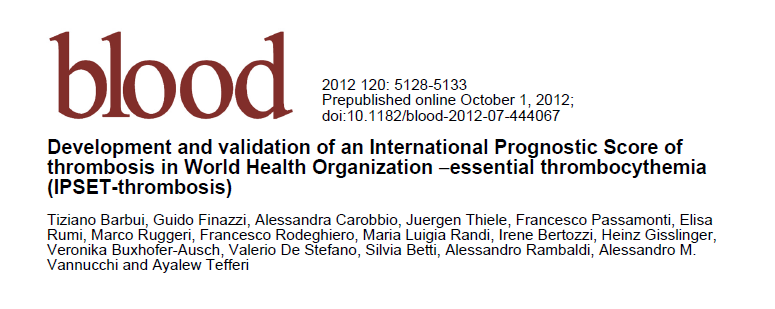 blood
2012 120: 5128-5133
Prepublished online October 1, 2012;
doi:10.1182/blood-2012-07-444067
Development and validation of an International Prognostic Score of
thrombosis in World Health Organization –essential thrombocythemia
(IPSET-thrombosis)
Tiziano Barbui, Guido Finazzi, Alessandra Carobbio, Juergen Thiele, Francesco Passamonti, Elisa
Rumi, Marco Ruggeri, Francesco Rodeghiero, Maria Luigia Randi, Irene Bertozzi, Heinz Gisslinger,
Veronika Buxhofer-Ausch, Valerio De Stefano, Silvia Betti, Alessandro Rambaldi, Alessandro M.
Vannucchi and Ayalew Tefferi